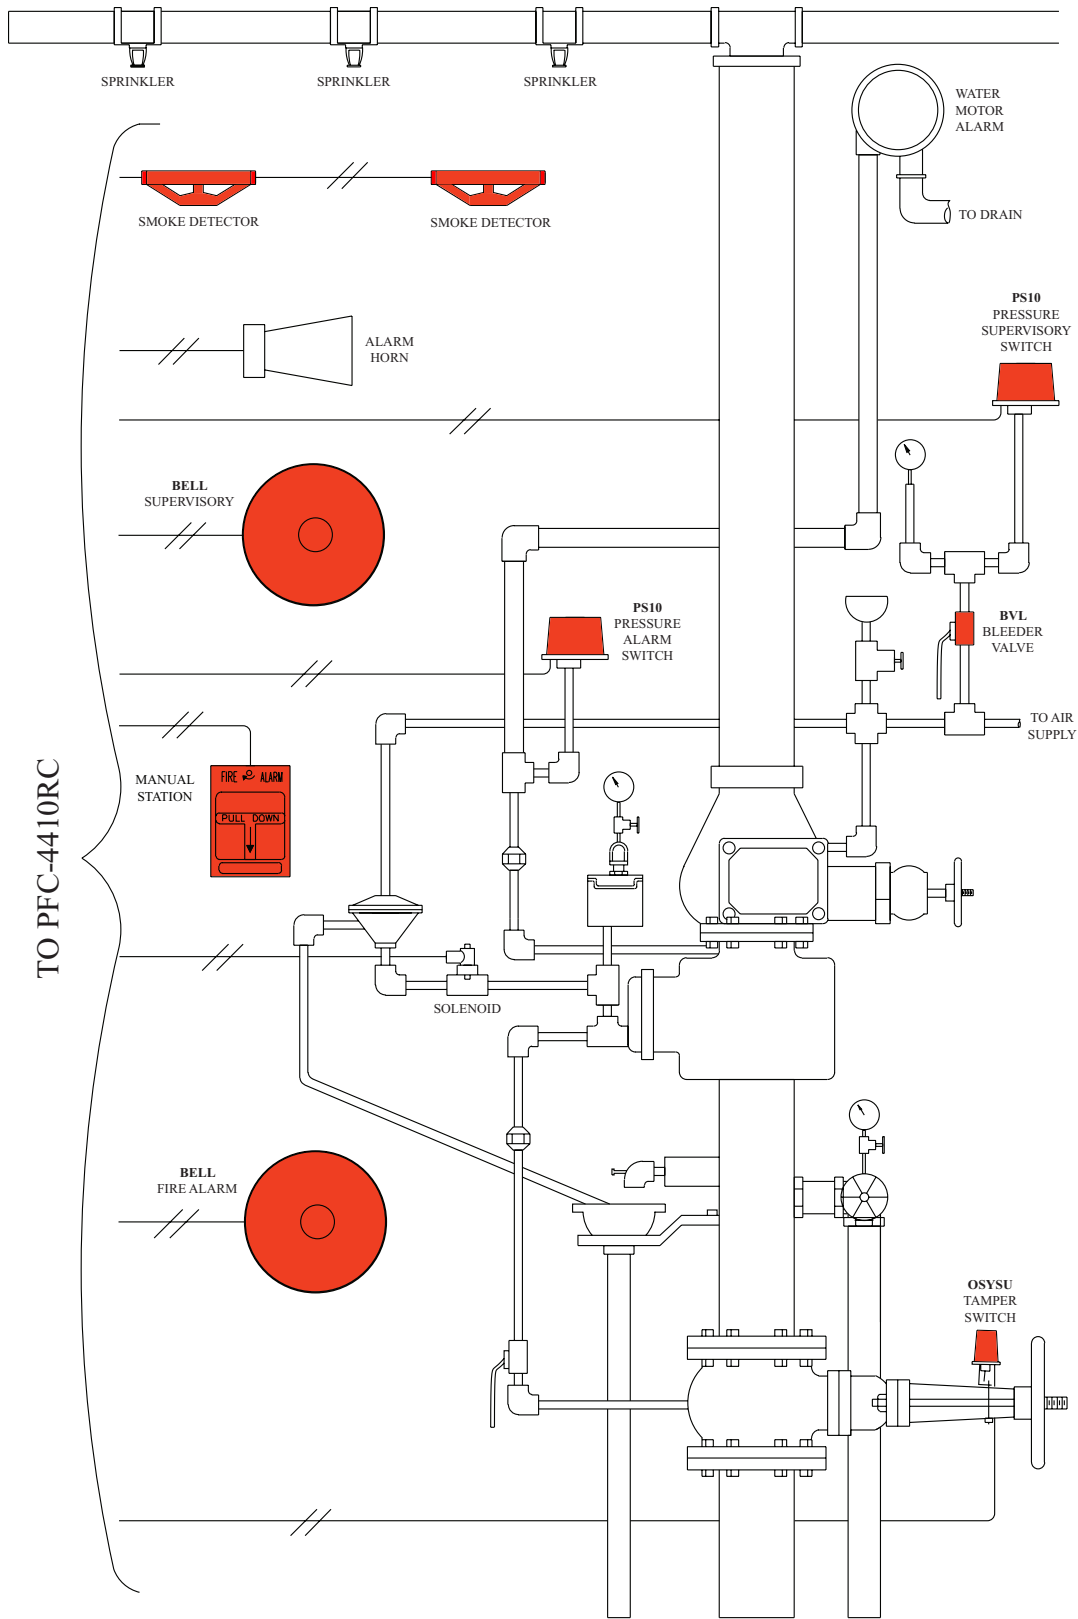 SPRINKLER
SPRINKLER
SPRINKLER
WATER
MOTOR
ALARM
TO DRAIN
SMOKE DETECTOR
SMOKE DETECTOR
PS10
PRESSURE
SUPERVISORY
SWITCH
ALARM
HORN
BELL
SUPERVISORY
PS10
PRESSURE
ALARM
SWITCH
BVL
BLEEDER
VALVE
TO AIR
SUPPLY
MANUAL
STATION
FIRE ALARM
PULL DOWN
TO PFC-4410RC
SOLENOID
BELL
FIRE ALARM
OSYSU
TAMPER
SWITCH